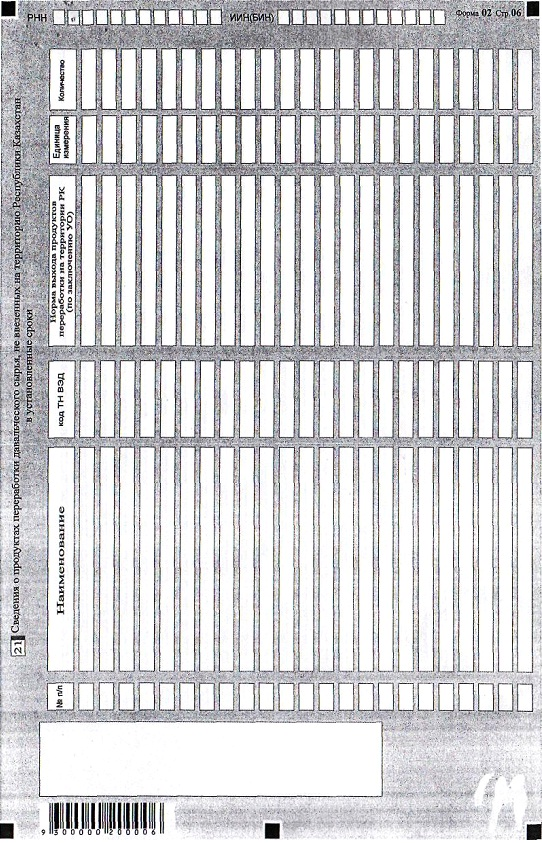 РНН ИИН(БИН) Форма 02 Стр.06
21 Сведения о продуктах переработки давальческого сырья, не ввезенных на территорию Республики Казахстан
в установленные сроки
№ п/п
Наименование
код ТН ВЭД
Норма выхода продуктов
переработки на территории РК
(по заключению УО)
Единица
измерения
Количество
9 500000 200006